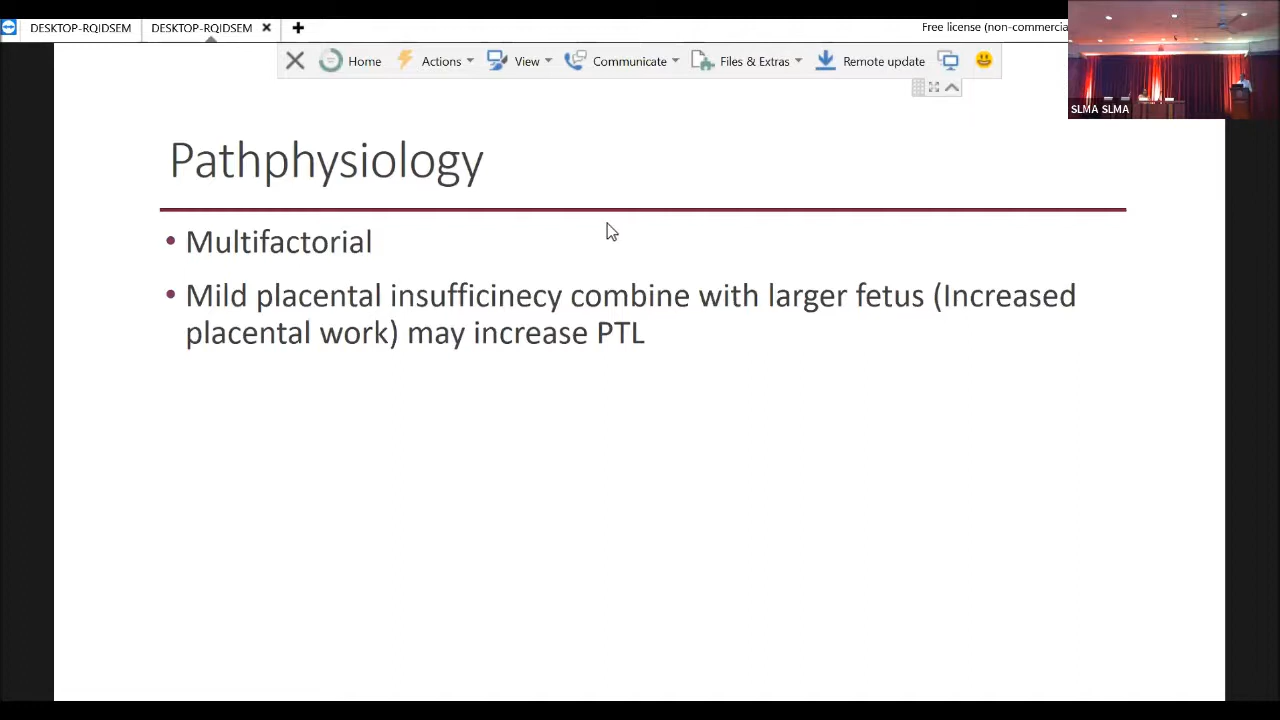 DESKTOP-RQIDSEM
DESKTOP-RQIDSEM
Free license (non-commercia
Home
Actions
View
Communicate
Files & Extras
Remote update
SLMA SLMA
Pathphysiology
• Multifactorial
• Mild placental insufficinecy combine with larger fetus (Increased
placental work) may increase PTL